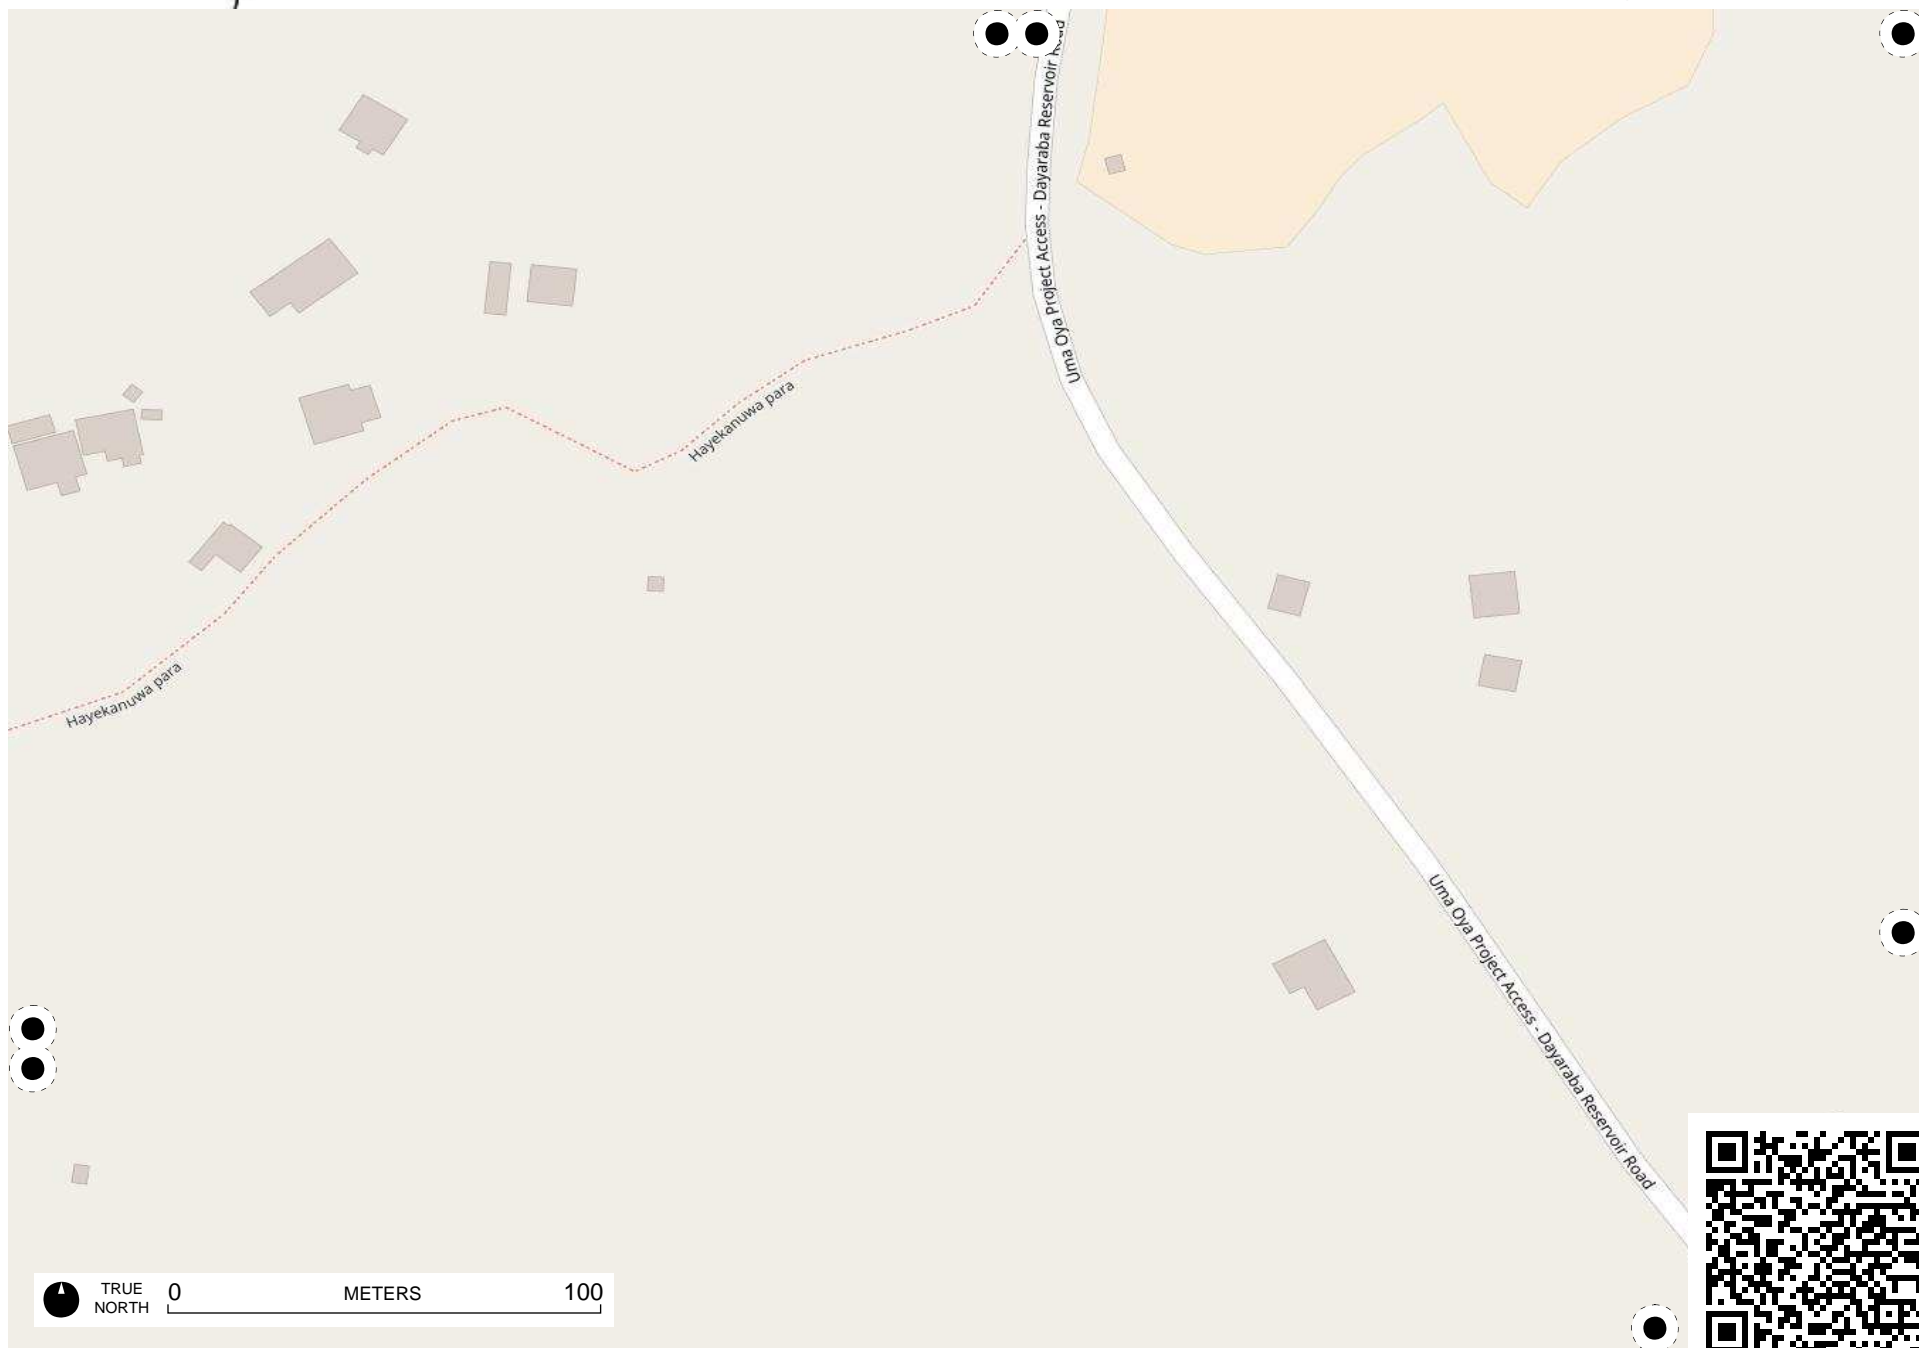 Uma Oya Project Access - Dayaraba Reservoir Road
Hayekanuwa para
Hayekanuwa para
Uma Oya Project Access - Dayaraba Reservoir Road
TRUE
NORTH
0 METERS 100